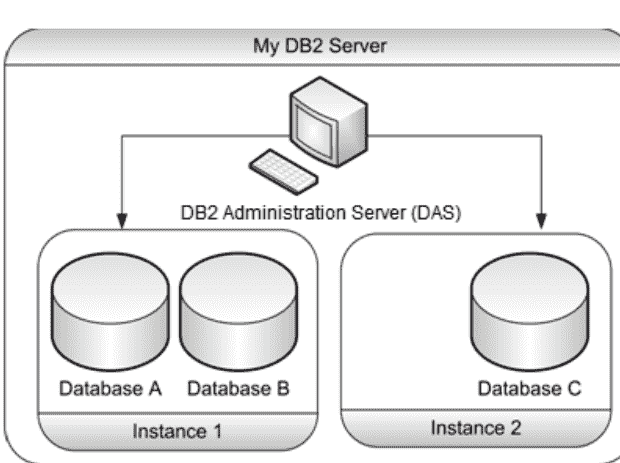 My DB2 Server
DB2 Administration Server (DAS)
Database A
Database B
Instance 1
Database C
Instance 2